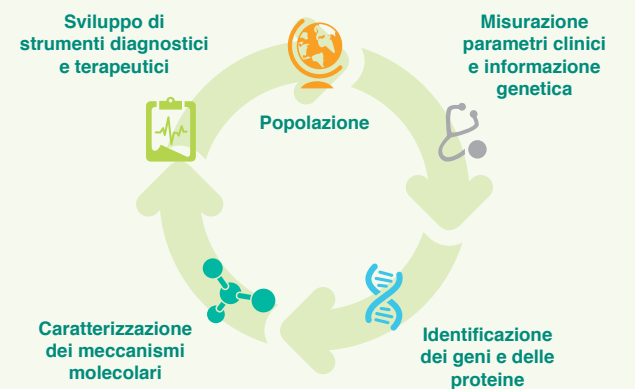 Sviluppo di
strumenti diagnostici
e terapeutici
Misurazione
parametri clinici
e informazione
genetica
Popolazione
Caratterizzazione
dei meccanismi
molecolari
Identificazione
dei geni e delle
proteine